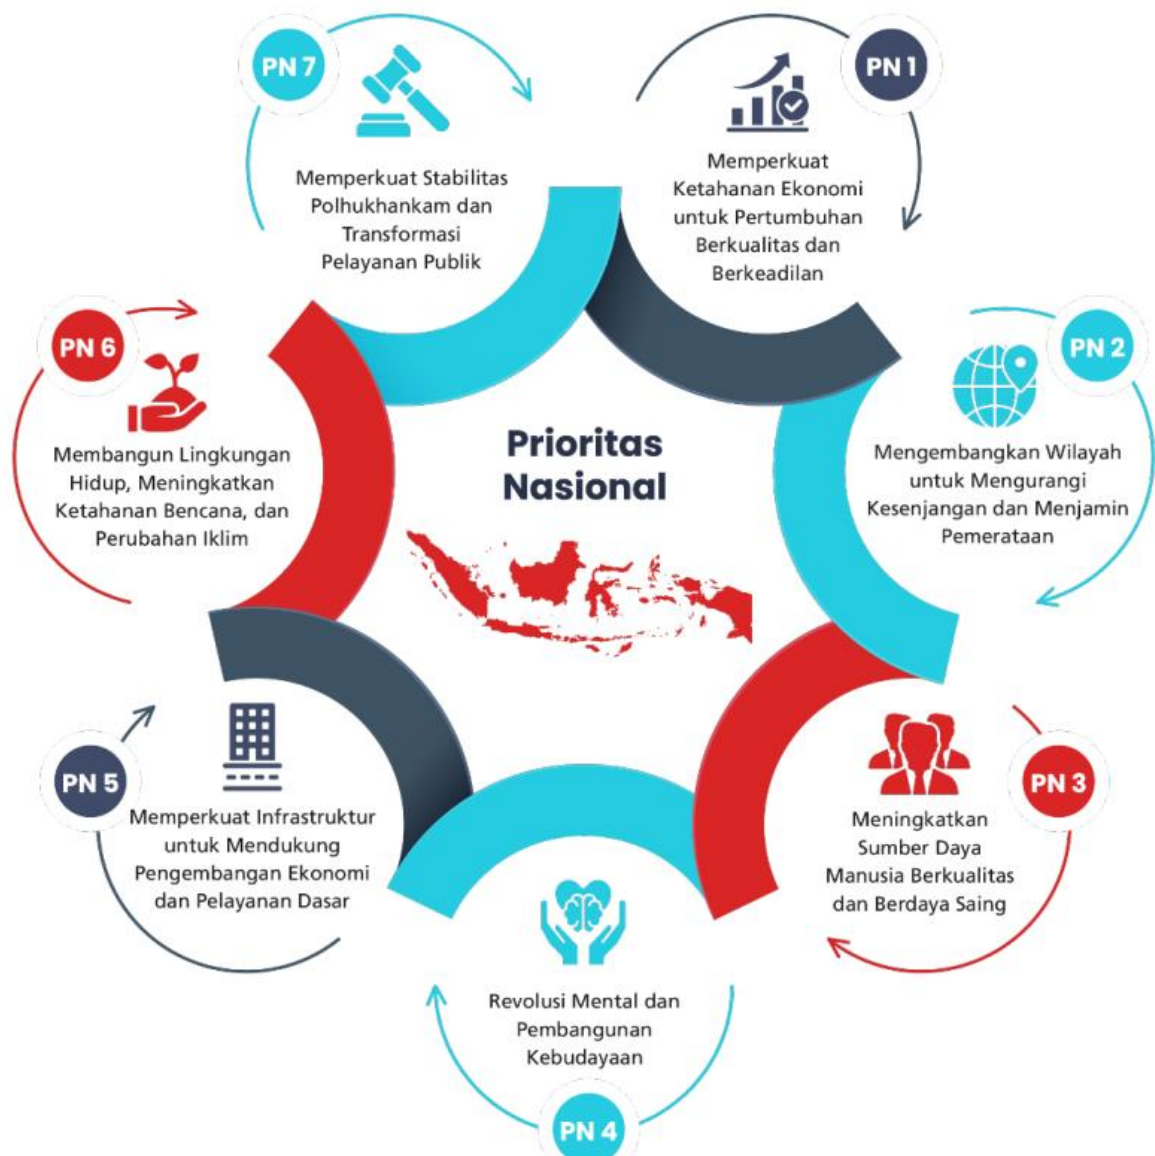 Prioritas
Nasional
PN 1
Memperkuat
Ketahanan Ekonomi
untuk Pertumbuhan
Berkualitas dan
Berkeadilan
PN 2
Mengembangkan Wilayah
untuk Mengurangi
Kesenjangan dan Menjamin
Pemerataan
PN 3
Meningkatkan
Sumber Daya
Manusia Berkualitas
dan Berdaya Saing
PN 4
Revolusi Mental dan
Pembangunan
Kebudayaan
PN 5
Memperkuat Infrastruktur
untuk Mendukung
Pengembangan Ekonomi
dan Pelayanan Dasar
PN 6
Membangun Lingkungan
Hidup, Meningkatkan
Ketahanan Bencana, dan
Perubahan Iklim
PN 7
Memperkuat Stabilitas
Polhukhankam dan
Transformasi
Pelayanan Publik